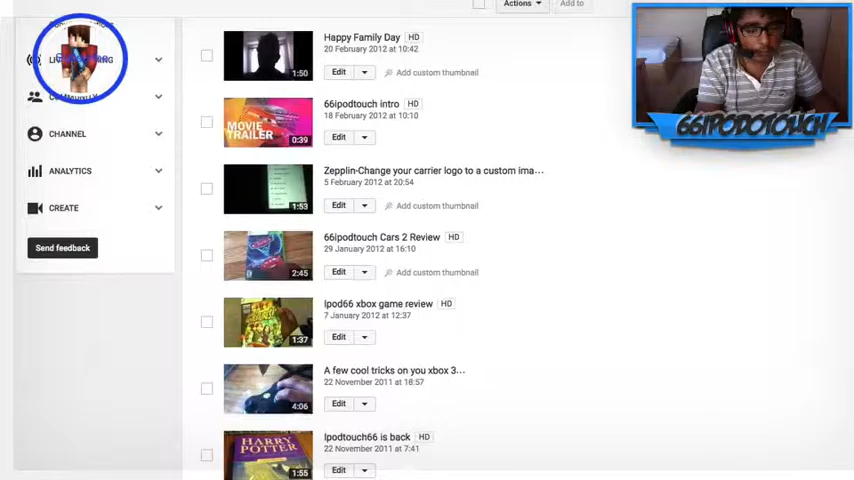 Actions
Add to
Happy Family Day HD
20 February 2012 at 10:42
1:50
Edit
Add custom thumbnail
66ipodtouch intro HD
18 February 2012 at 10:10
MOVIE
TRAILER
0:39
Edit
COMMUNITY
CHANNEL
ANALYTICS
CREATE
Send feedback
Zepplin-Change your carrier logo to a custom ima...
5 February 2012 at 20:54
1:53
Edit
Add custom thumbnail
66ipodtouch Cars 2 Review HD
29 January 2012 at 16:10
2:45
Edit
Add custom thumbnail
Ipod66 xbox game review HD
7 January 2012 at 12:37
1:37
Edit
A few cool tricks on you xbox 3...
22 November 2011 at 18:57
4:06
Edit
Ipodtouch66 is back HD
22 November 2011 at 7:41
HARRY
POTTER
1:55
Edit
66IPODTOUCH